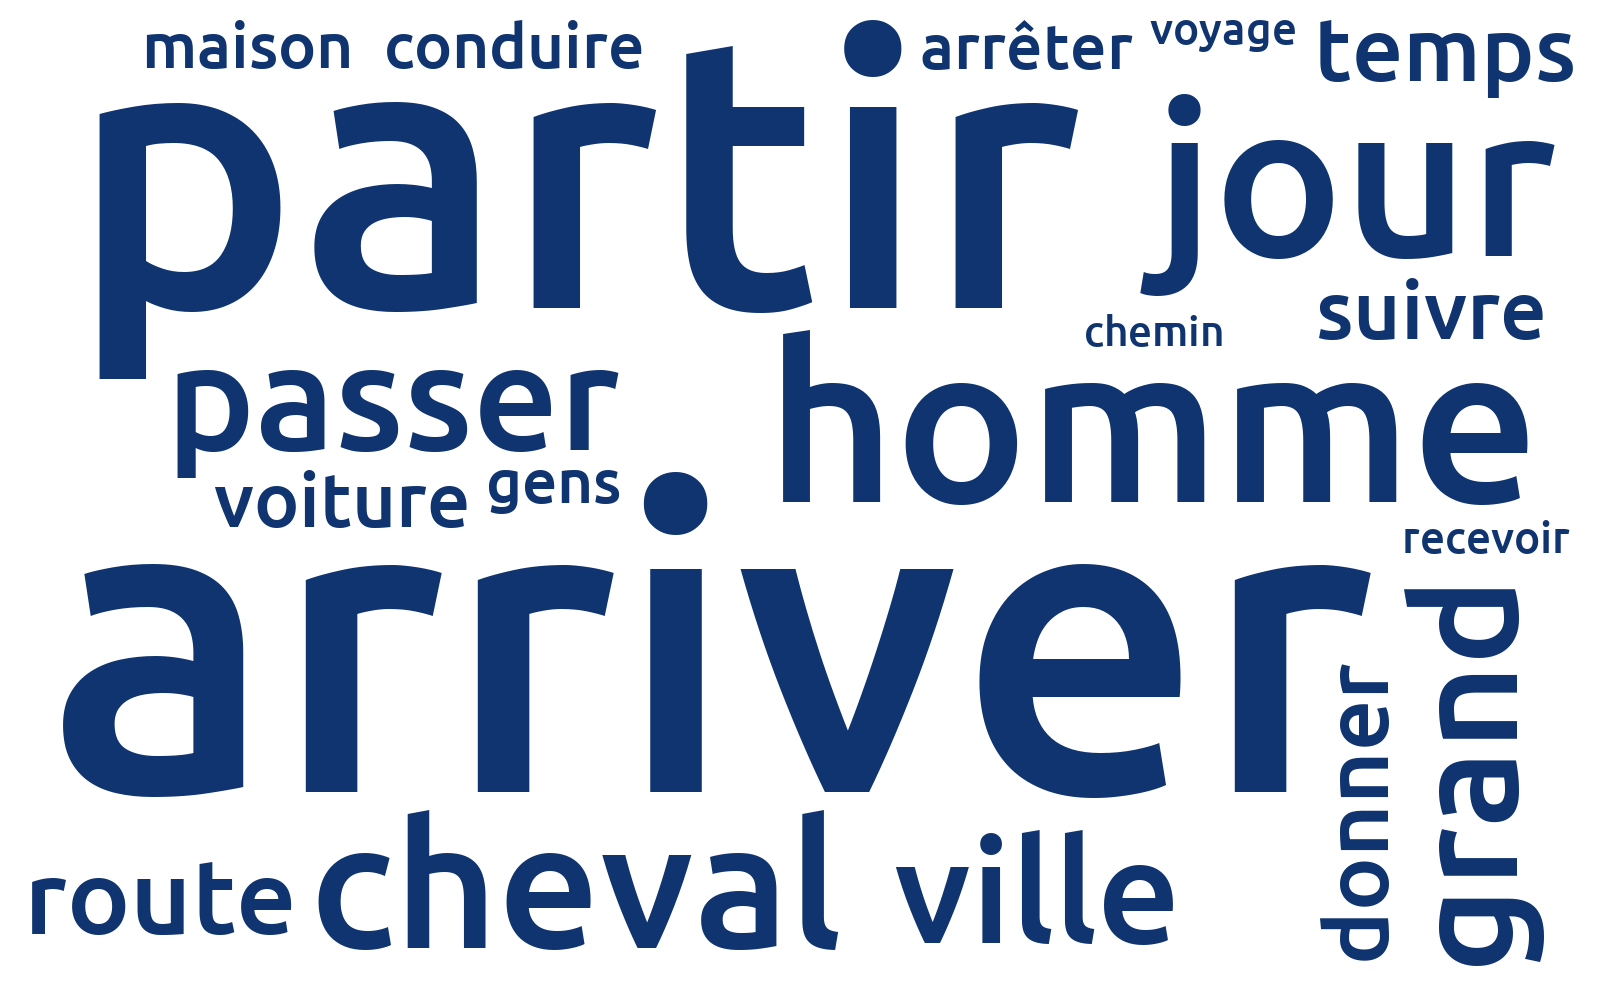 maison conduire arrêter voyage temps
partir jour
chemin suivre
passer homme
voiture gens
recevoir
arriver
donner grand
route cheval ville